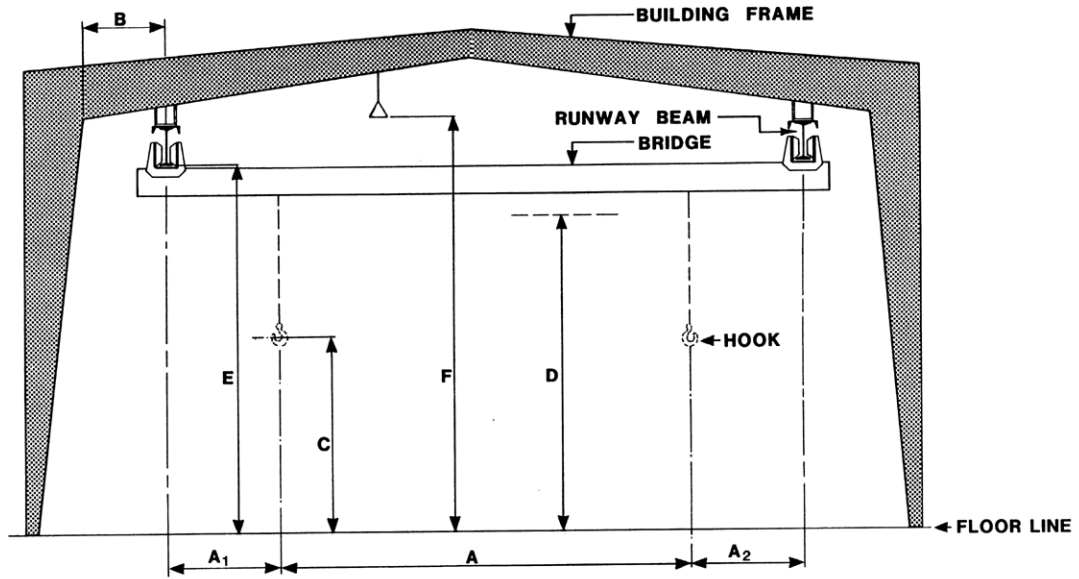 B
BUILDING FRAME
RUNWAY BEAM
BRIDGE
HOOK
E
F
D
C
FLOOR LINE
A₁
A
A₂